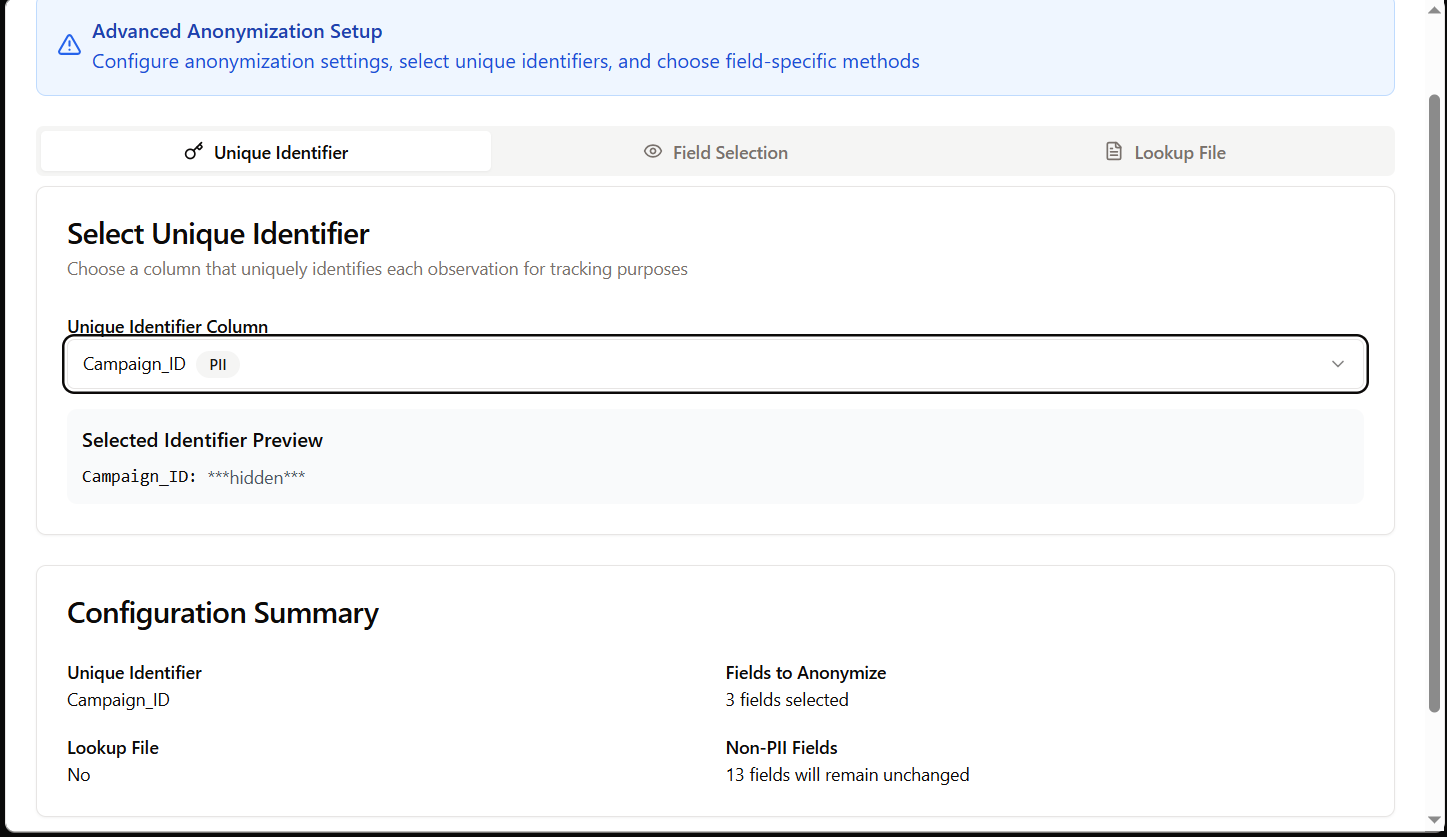 Advanced Anonymization Setup
Configure anonymization settings, select unique identifiers, and choose field-specific methods
Unique Identifier
Field Selection
Lookup File
Select Unique Identifier
Choose a column that uniquely identifies each observation for tracking purposes
Unique Identifier Column
Campaign_ID PII
Selected Identifier Preview
Campaign_ID: ***hidden***
Configuration Summary
Unique Identifier
Campaign_ID
Fields to Anonymize
3 fields selected
Lookup File
No
Non-PII Fields
13 fields will remain unchanged